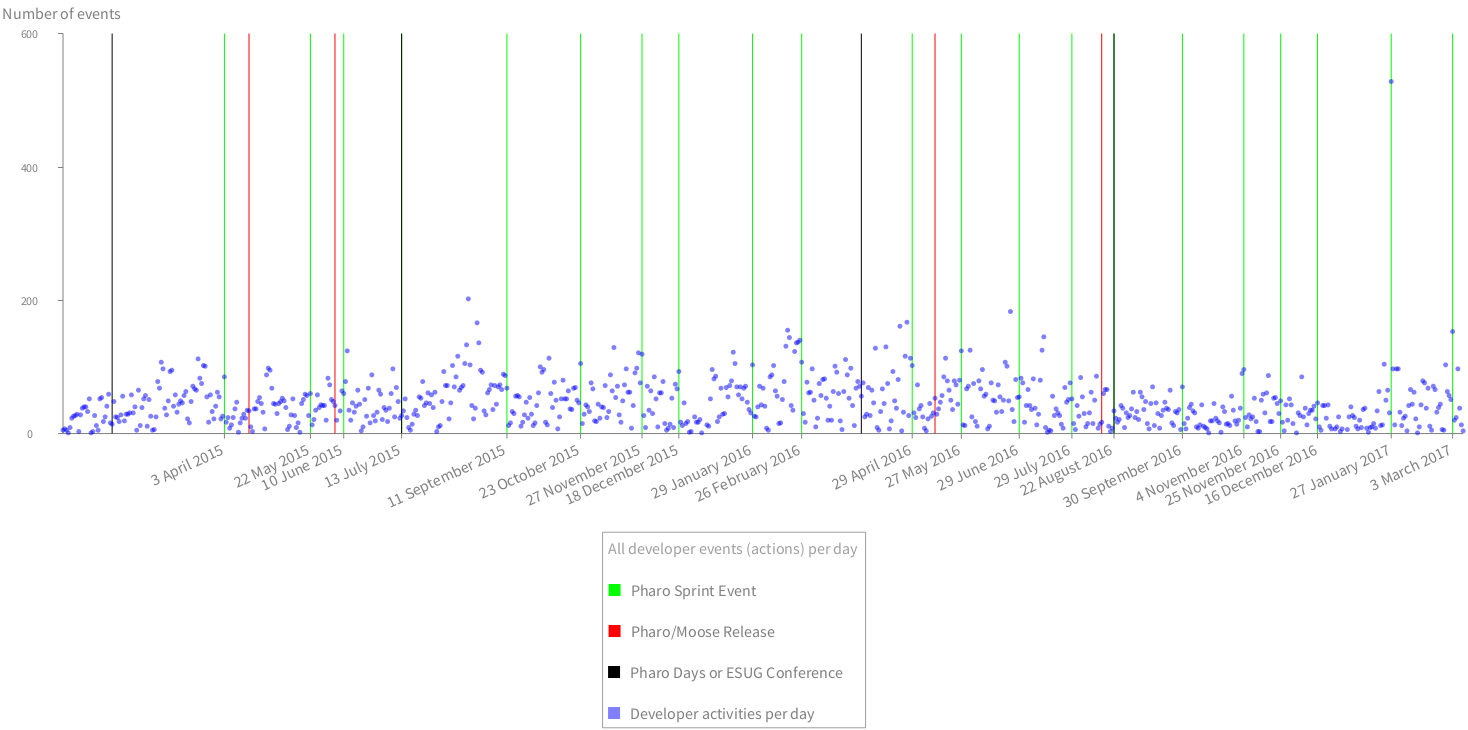 Number of events
600
400
200
0
3 April 2015
22 May 2015
10 June 2015
13 July 2015
11 September 2015
23 October 2015
27 November 2015
18 December 2015
29 January 2016
26 February 2016
29 April 2016
27 May 2016
29 June 2016
29 July 2016
22 August 2016
30 September 2016
4 November 2016
25 November 2016
16 December 2016
27 January 2017
3 March 2017
All developer events (actions) per day
Pharo Sprint Event
Pharo/Moose Release
Pharo Days or ESUG Conference
Developer activities per day